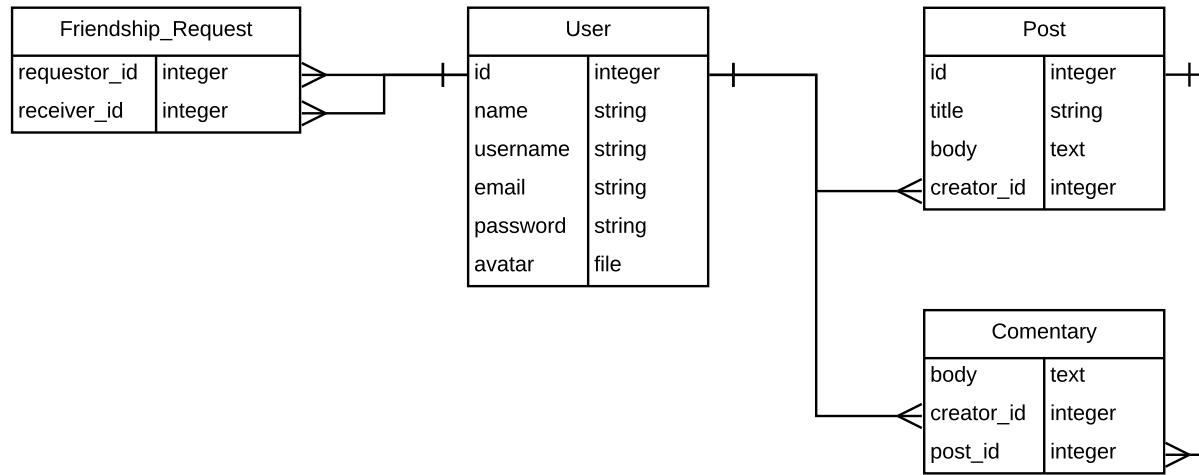 Friendship_Request
requestor_id integer
receiver_id integer
User
id integer
name string
username string
email string
password string
avatar file
Post
id integer
title string
body text
creator_id integer
Comentary
body text
creator_id integer
post_id integer